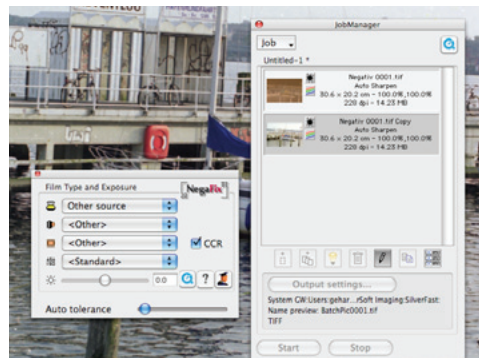 Film Type and Exposure
NegaFix
Other source
<Other>
<Other>
CCR
<Standard>
0.0
?
Auto tolerance
JobManager
Job
Untitled-1 *
Negativ 0001.tif
Auto Sharpen
30.6 x 20.2 cm - 100.0%,100.0%
220 dpi - 14.23 MB
Negativ 0001.tif Copy
Auto Sharpen
30.6 x 20.2 cm - 100.0%,100.0%
220 dpi - 14.23 MB
Output settings...
System GW:Users:gehar...rSoft Imaging:SilverFast:
Name preview: BatchPic0001.tif
TIFF
Start
Stop